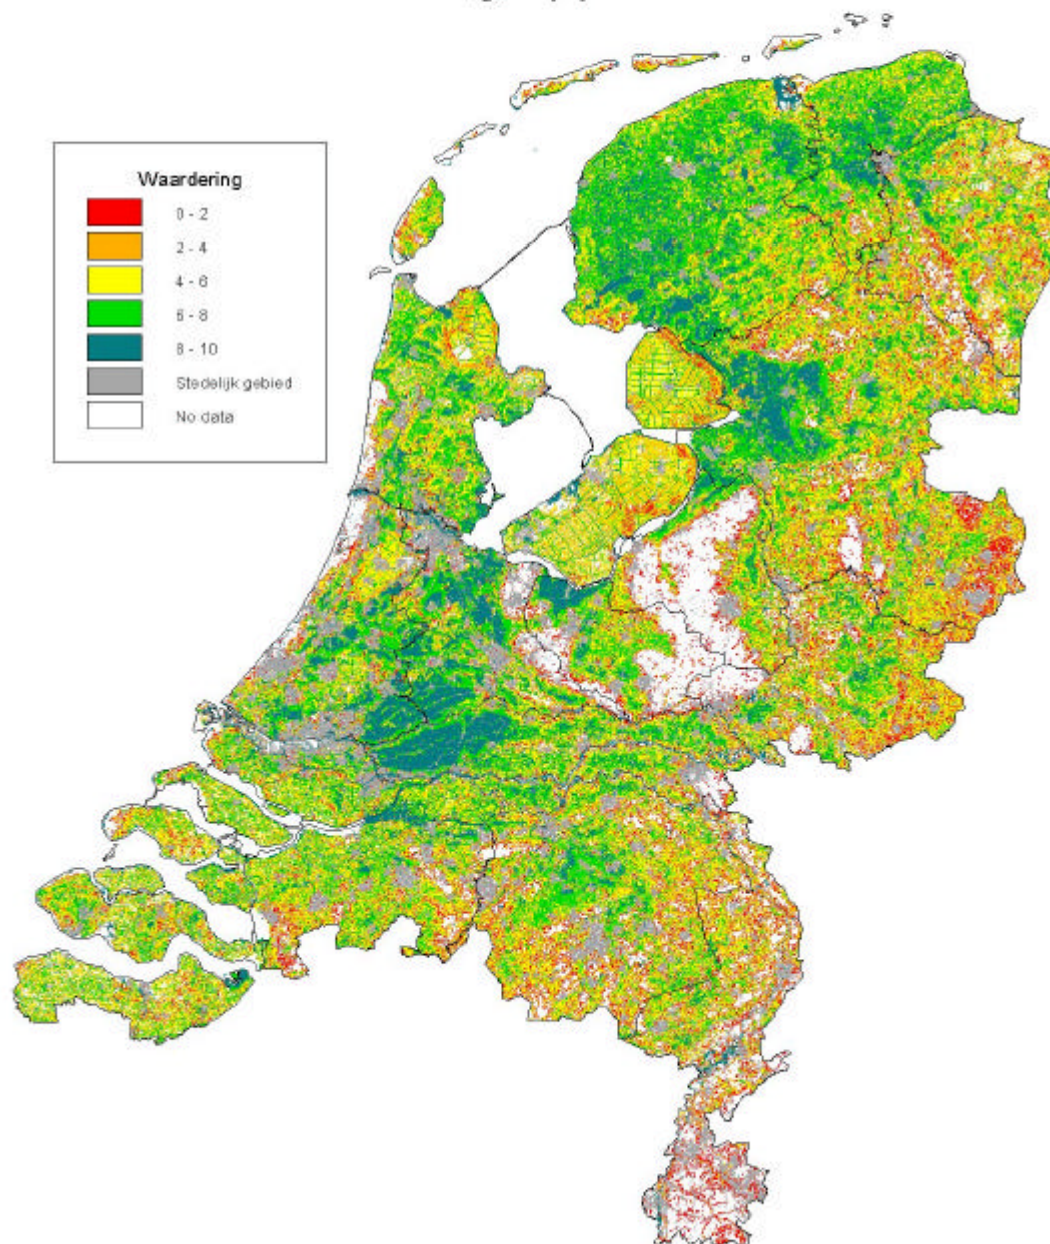 Waardering
0 - 2
2 - 4
4 - 6
6 - 8
8 - 10
Stedelijk gebied
No data